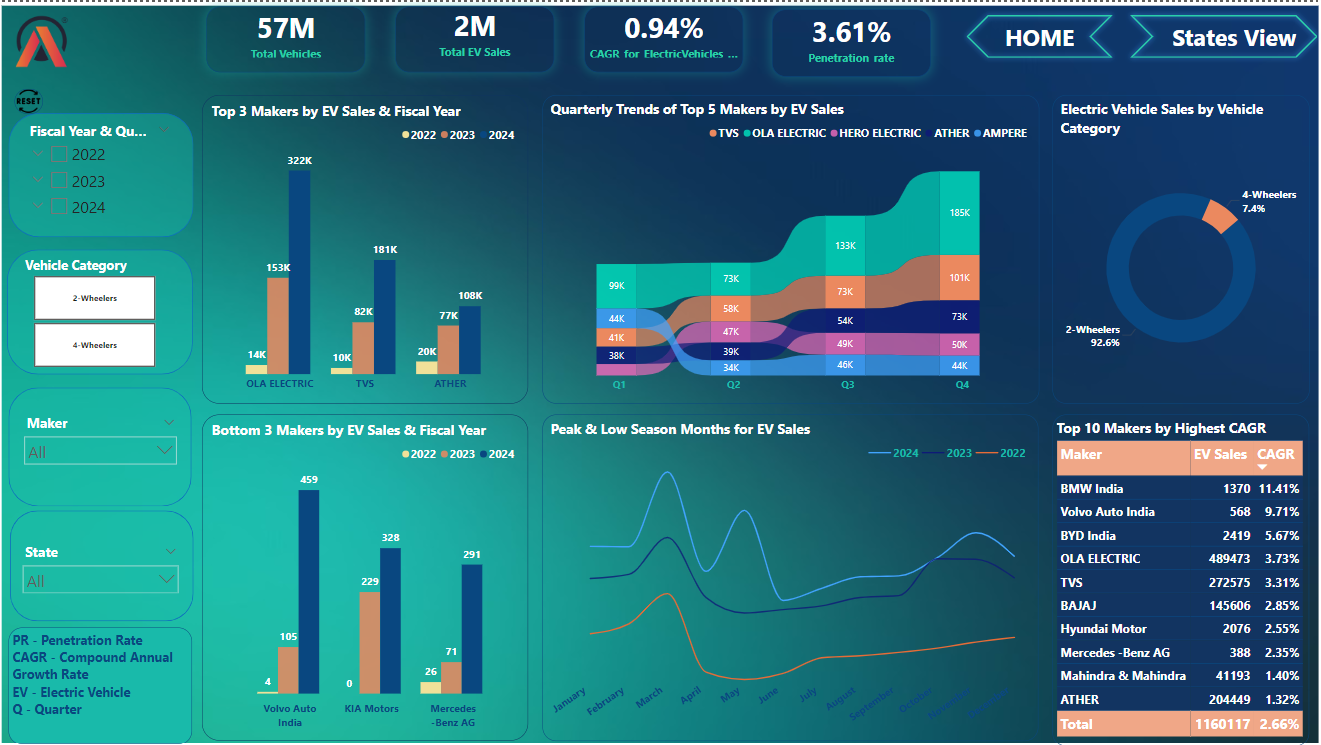 57M
Total Vehicles
2M
Total EV Sales
0.94%
CAGR for ElectricVehicles ...
3.61%
Penetration rate
HOME
States View
RESET
Fiscal Year & Qu...
2022
2023
2024
Vehicle Category
2-Wheelers
4-Wheelers
Maker
All
State
All
PR - Penetration Rate
CAGR - Compound Annual
Growth Rate
EV - Electric Vehicle
Q - Quarter
Top 3 Makers by EV Sales & Fiscal Year
2022 2023 2024
322K
153K
14K
181K
82K
10K
108K
77K
20K
OLA ELECTRIC TVS ATHER
Quarterly Trends of Top 5 Makers by EV Sales
TVS OLA ELECTRIC HERO ELECTRIC ATHER AMPERE
99K
44K
41K
38K
73K
58K
47K
39K
34K
133K
73K
54K
49K
46K
185K
101K
73K
50K
44K
Q1 Q2 Q3 Q4
Electric Vehicle Sales by Vehicle
Category
4-Wheelers
7.4%
2-Wheelers
92.6%
Bottom 3 Makers by EV Sales & Fiscal Year
2022 2023 2024
459
105
4
328
229
0
291
71
26
Volvo Auto
India
KIA Motors
Mercedes
-Benz AG
Peak & Low Season Months for EV Sales
2024 2023 2022
January February March April May June July August September October November
Top 10 Makers by Highest CAGR
Maker EV Sales CAGR
BMW India 1370 11.41%
Volvo Auto India 568 9.71%
BYD India 2419 5.67%
OLA ELECTRIC 489473 3.73%
TVS 272575 3.31%
BAJAJ 145606 2.85%
Hyundai Motor 2076 2.55%
Mercedes -Benz AG 388 2.35%
Mahindra & Mahindra 41193 1.40%
ATHER 204449 1.32%
Total 1160117 2.66%